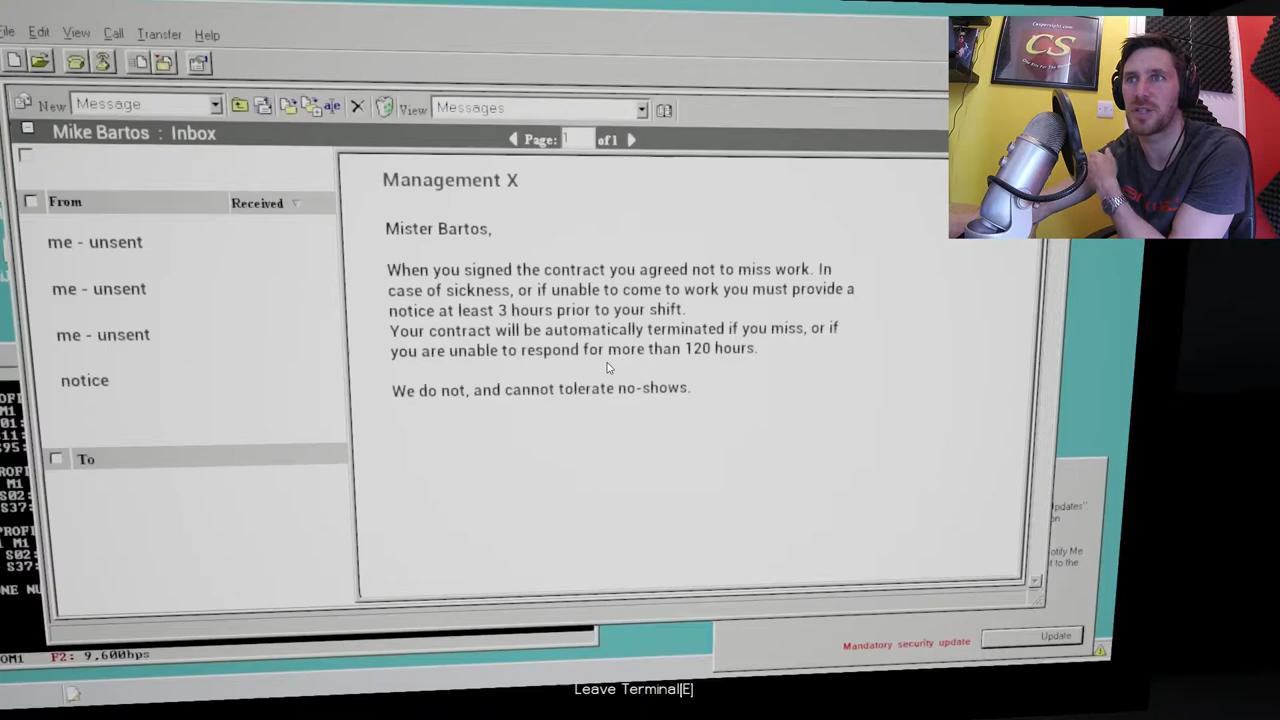 File Edit View Call Transfer Help
New Message View Messages
Mike Bartos : Inbox
Page: 1 of 1
From Received
me - unsent
me - unsent
me - unsent
notice
To
Management X
Mister Bartos,
When you signed the contract you agreed not to miss work. In
case of sickness, or if unable to come to work you must provide a
notice at least 3 hours prior to your shift.
Your contract will be automatically terminated if you miss, or if
you are unable to respond for more than 120 hours.
We do not, and cannot tolerate no-shows.
Mandatory security update
Update
F2: 9.600bps
Leave Terminal[E]
CS